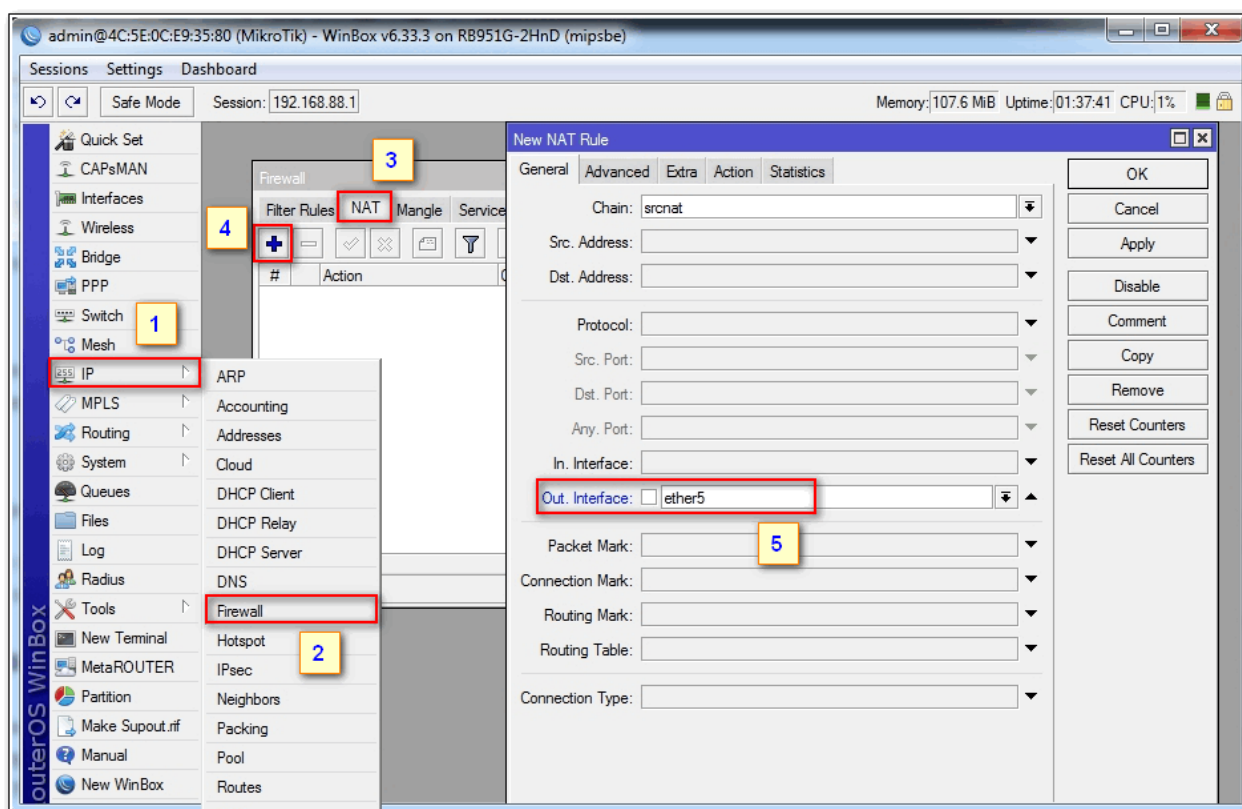 admin@4C:5E:0C:E9:35:80 (MikroTik) - WinBox v6.33.3 on RB951G-2HnD (mipsbe)
Sessions Settings Dashboard
Safe Mode Session: 192.168.88.1 Memory: 107.6 MiB Uptime: 01:37:41 CPU: 1%
Quick Set
CAPsMAN
Interfaces
Wireless
Bridge
PPP
Switch
1
Mesh
255 IP
MPLS
Routing
System
Queues
Files
Log
Radius
Tools
New Terminal
MetaROUTER
Partition
Make Supout.rif
Manual
New WinBox
outerOS WinBox
ARP
Accounting
Addresses
Cloud
DHCP Client
DHCP Relay
DHCP Server
DNS
Firewall
2
Hotspot
IPsec
Neighbors
Packing
Pool
Routes
Firewall
3
Filter Rules NAT Mangle Service
4
# Action C
New NAT Rule
General Advanced Extra Action Statistics
Chain: srcnat
Src. Address:
Dst. Address:
Protocol:
Src. Port:
Dst. Port:
Any. Port:
In. Interface:
Out. Interface: ether5
5
Packet Mark:
Connection Mark:
Routing Mark:
Routing Table:
Connection Type:
OK
Cancel
Apply
Disable
Comment
Copy
Remove
Reset Counters
Reset All Counters